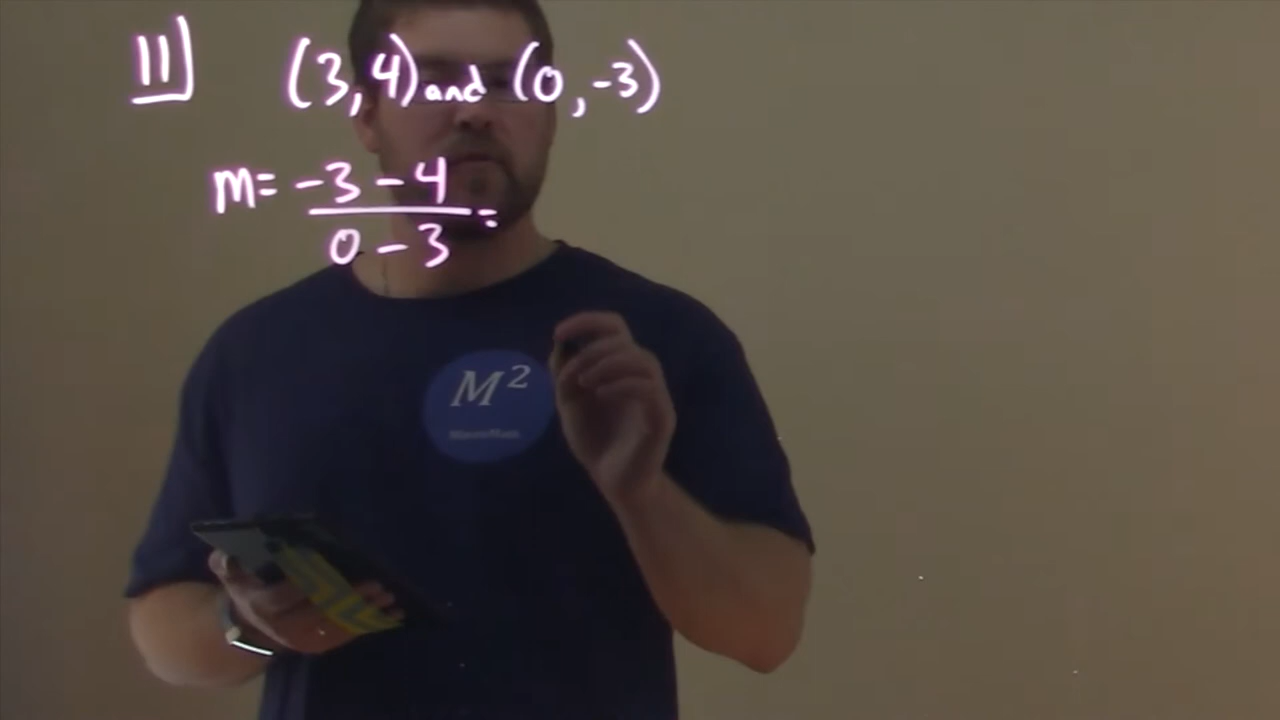 11 (3,4) and (0,-3)
m= -3 - 4
0 - 3 =
M²